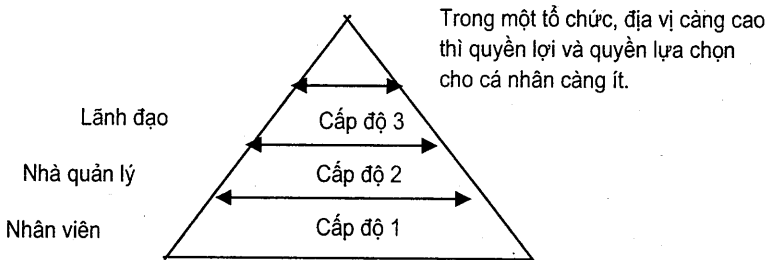 Trong một tổ chức, địa vị càng cao
thì quyền lợi và quyền lựa chọn
cho cá nhân càng ít.
Lãnh đạo
Cấp độ 3
Nhà quản lý
Cấp độ 2
Nhân viên
Cấp độ 1